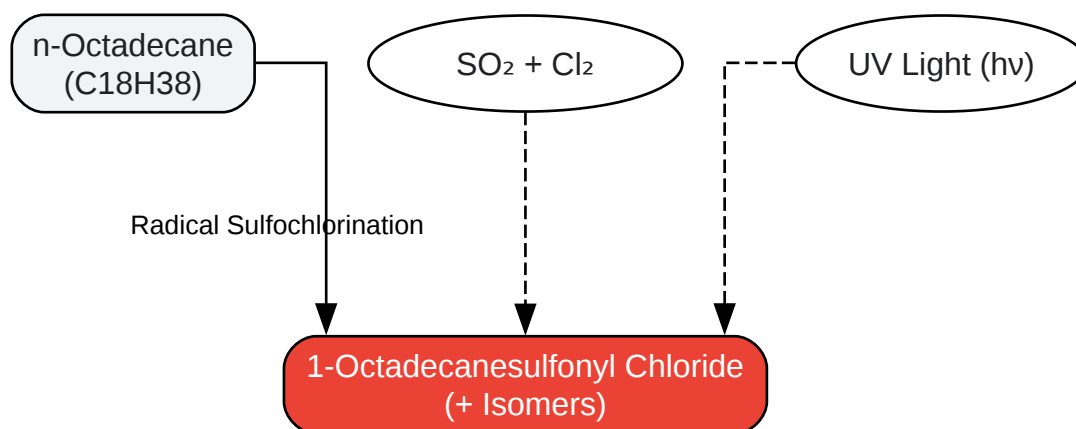 n-Octadecane
(C18H38)
SO₂ + Cl₂
UV Light (hν)
Radical Sulfochlorination
1-Octadecanesulfonyl Chloride
(+ Isomers)